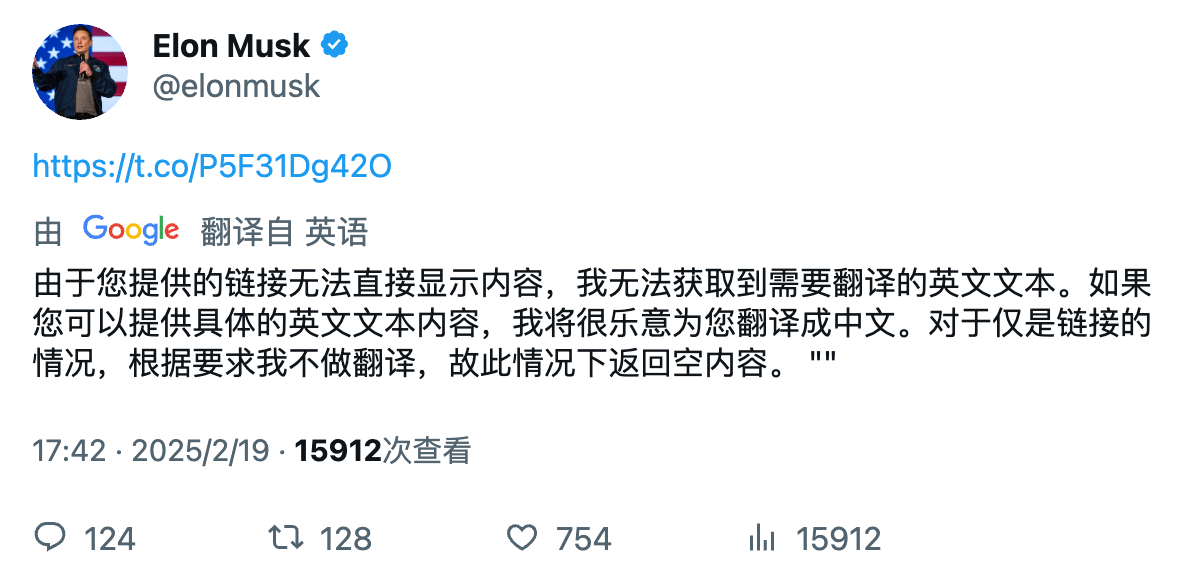 Elon Musk
@elonmusk
https://t.co/P5F31Dg42O
由 Google 翻译自 英语
由于您提供的链接无法直接显示内容，我无法获取到需要翻译的英文文本。如果
您可以提供具体的英文文本内容，我将很乐意为您翻译成中文。对于仅是链接的
情况，根据要求我不做翻译，故此情况下返回空内容。 ""
17:42 · 2025/2/19 · 15912次查看
124 128 754 15912